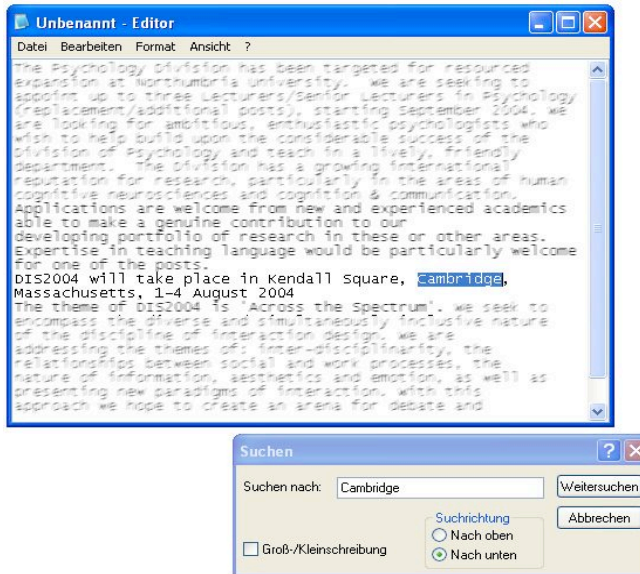 Unbenannt - Editor
Datei Bearbeiten Format Ansicht ?
The Psychology Division has been targeted for resourced
expansion at Northumbria University. We are seeking to
appoint up to three Lecturers/Senior Lecturers in Psychology
(replacement/additional posts), starting September 2004. We
are looking for ambitious, enthusiastic psychologists who
wish to help build upon the considerable success of the
Division of Psychology and teach in a lively, friendly
department. The Division has a growing international
reputation for research, particularly in the areas of human
cognitive neurosciences and cognition & communication.
Applications are welcome from new and experienced academics
able to make a genuine contribution to our
developing portfolio of research in these or other areas.
Expertise in teaching language would be particularly welcome
for one of the posts.
DIS2004 will take place in Kendall Square, Cambridge,
Massachusetts, 1-4 August 2004
The theme of DIS2004 is 'Across the Spectrum'. We seek to
encompass the diverse and simultaneously inclusive nature
of the discipline of interaction design. We are
addressing the themes of: inter-disciplinarity, the
relationships between social and work processes, the
nature of information, aesthetics and emotion, as well as
presenting new paradigms of interaction. With this
approach we hope to create an arena for debate and
Suchen
Suchen nach: Cambridge Weitersuchen
Suchrichtung Abbrechen
Nach oben
Groß-/Kleinschreibung Nach unten